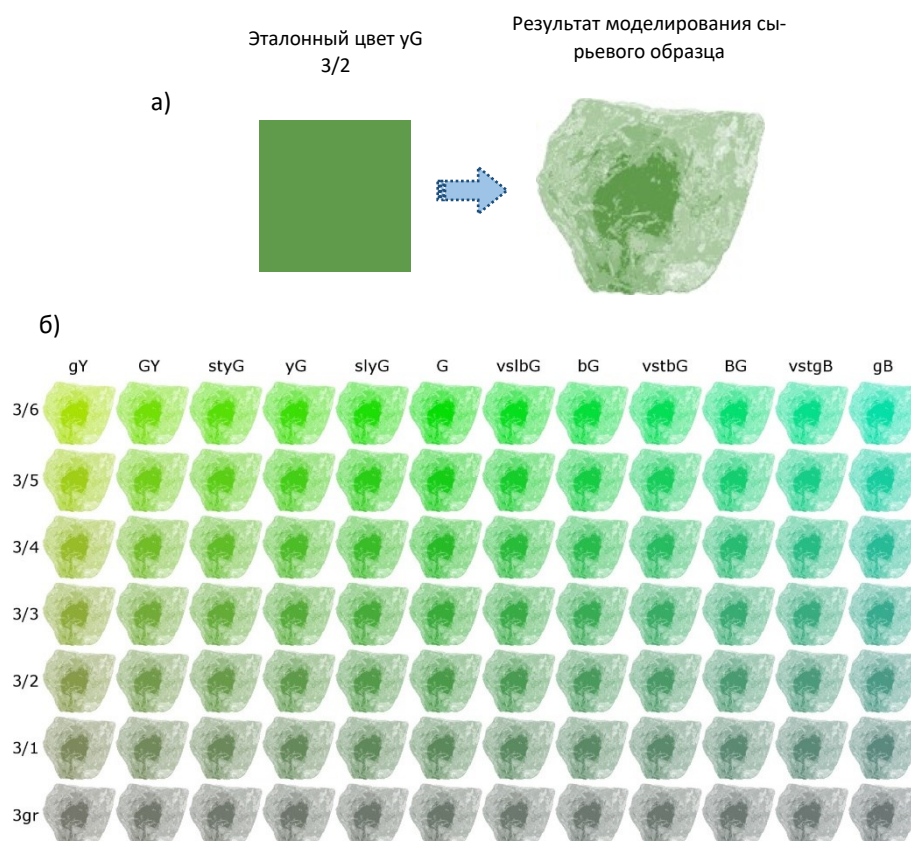 Эталонный цвет yG
3/2
Результат моделирования сы-
рьевого образца
а)
б)
gY GY styG yG slyG G vslbG bG vstbG BG vstgB gB
3/6
3/5
3/4
3/3
3/2
3/1
3gr